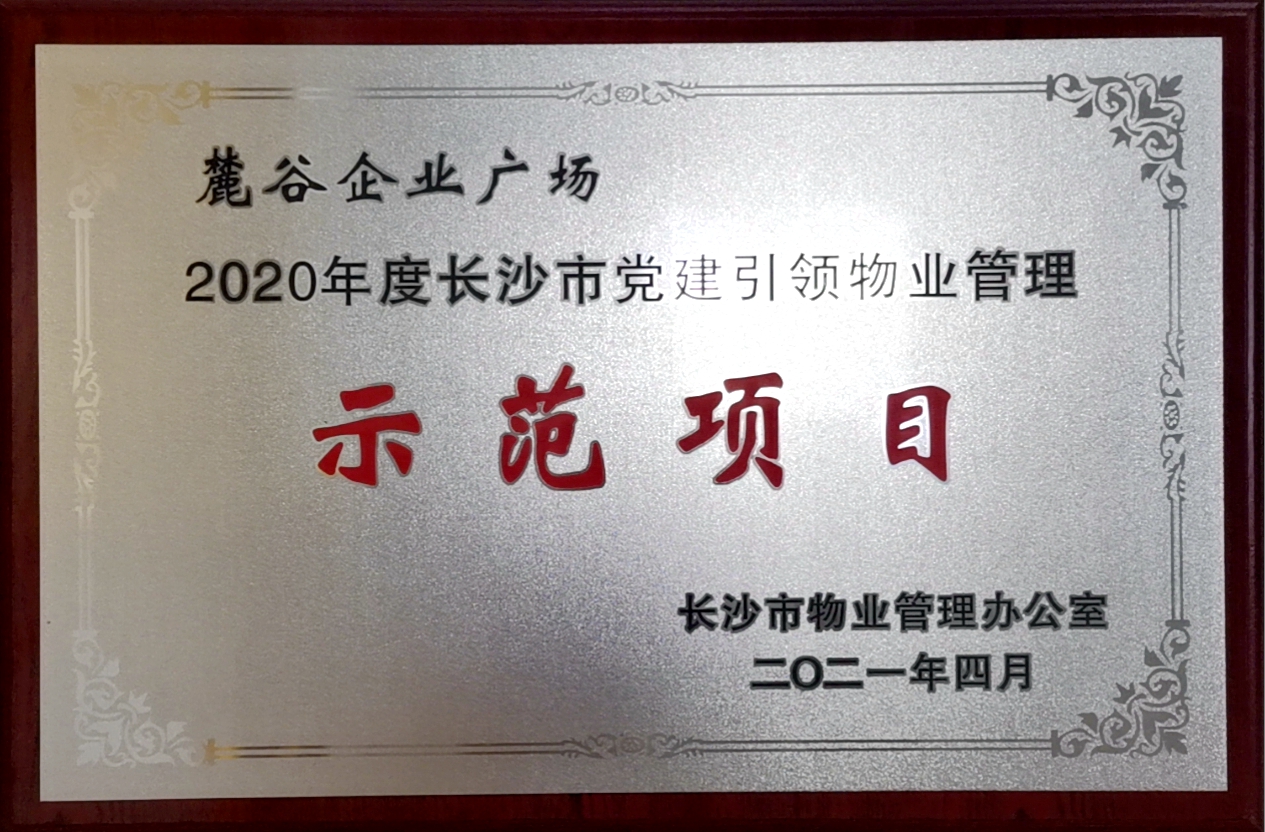 麓谷企业广场
2020年度长沙市党建引领物业管理
示范项目
长沙市物业管理办公室
二〇二一年四月